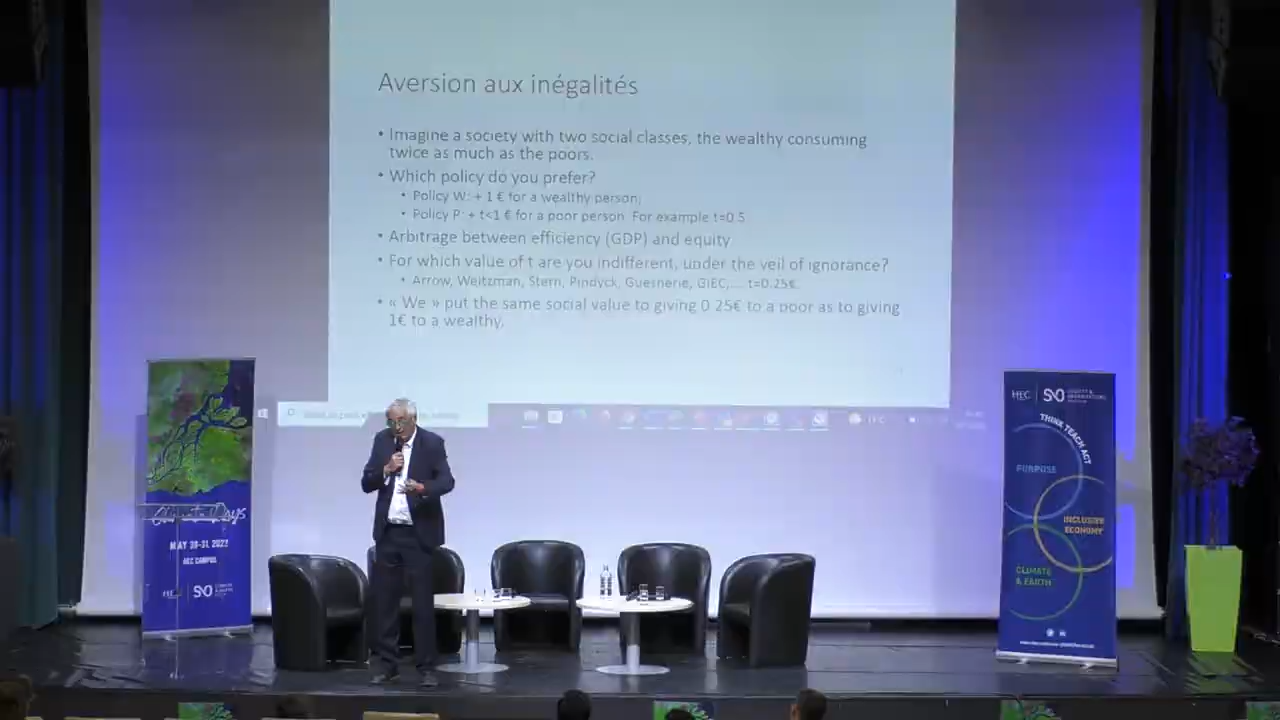 Aversion aux inégalités
• Imagine a society with two social classes, the wealthy consuming
twice as much as the poors.
• Which policy do you prefer?
• Policy W: + 1 € for a wealthy person;
• Policy P: + t<1 € for a poor person. For example t=0.5
• Arbitrage between efficiency (GDP) and equity
• For which value of t are you indifferent, under the veil of ignorance?
• Arrow, Weitzman, Stern, Pindyck, Guesnerie, GIEC,... t=0.25€.
• « We » put the same social value to giving 0.25€ to a poor as to giving
1€ to a wealthy.
MAY 30-31, 2022
HEC CAMPUS
HEC
S&O
HEC
S&O
THINK TEACH ACT
PURPOSE
INCLUSIVE
ECONOMY
CLIMATE
& EARTH